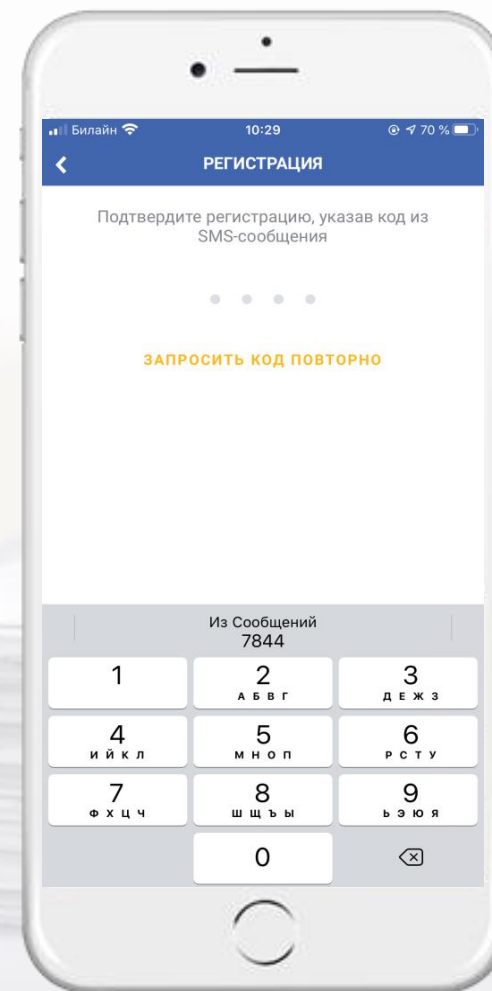 Билайн 10:29 70 %
РЕГИСТРАЦИЯ
Подтвердите регистрацию, указав код из
SMS-сообщения
ЗАПРОСИТЬ КОД ПОВТОРНО
Из Сообщений
7844
1 2 3
А Б В Г Д Е Ж З
4 5 6
И Й К Л М Н О П Р С Т У
7 8 9
Ф Х Ц Ч Ш Щ Ъ Ы Ь Э Ю Я
0